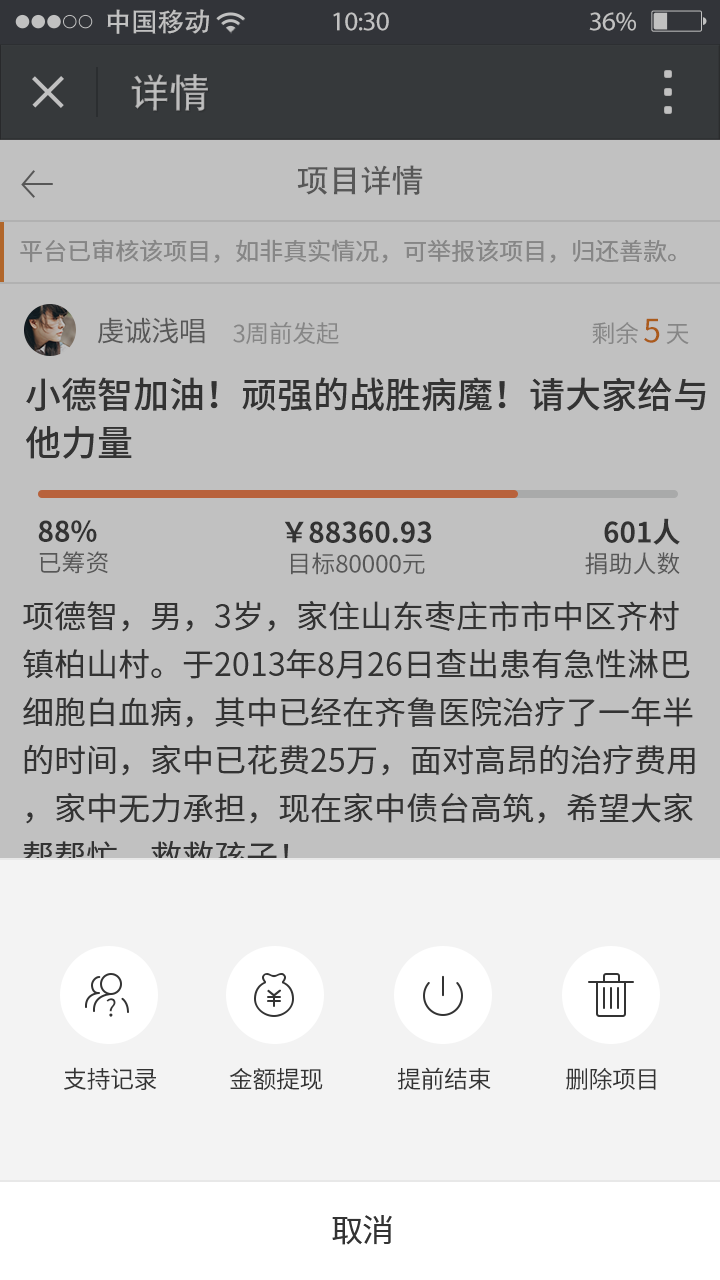 中国移动 10:30 36%
详情
项目详情
平台已审核该项目，如非真实情况，可举报该项目，归还善款。
虔诚浅唱 3周前发起 剩余5天
小德智加油！顽强的战胜病魔！请大家给与
他力量
88% ￥88360.93 601人
已筹资 目标80000元 捐助人数
项德智，男，3岁，家住山东枣庄市市中区齐村
镇柏山村。于2013年8月26日查出患有急性淋巴
细胞白血病，其中已经在齐鲁医院治疗了一年半
的时间，家中已花费25万，面对高昂的治疗费用
，家中无力承担，现在家中债台高筑，希望大家
帮帮忙，救救孩子！
支持记录 金额提现 提前结束 删除项目
取消